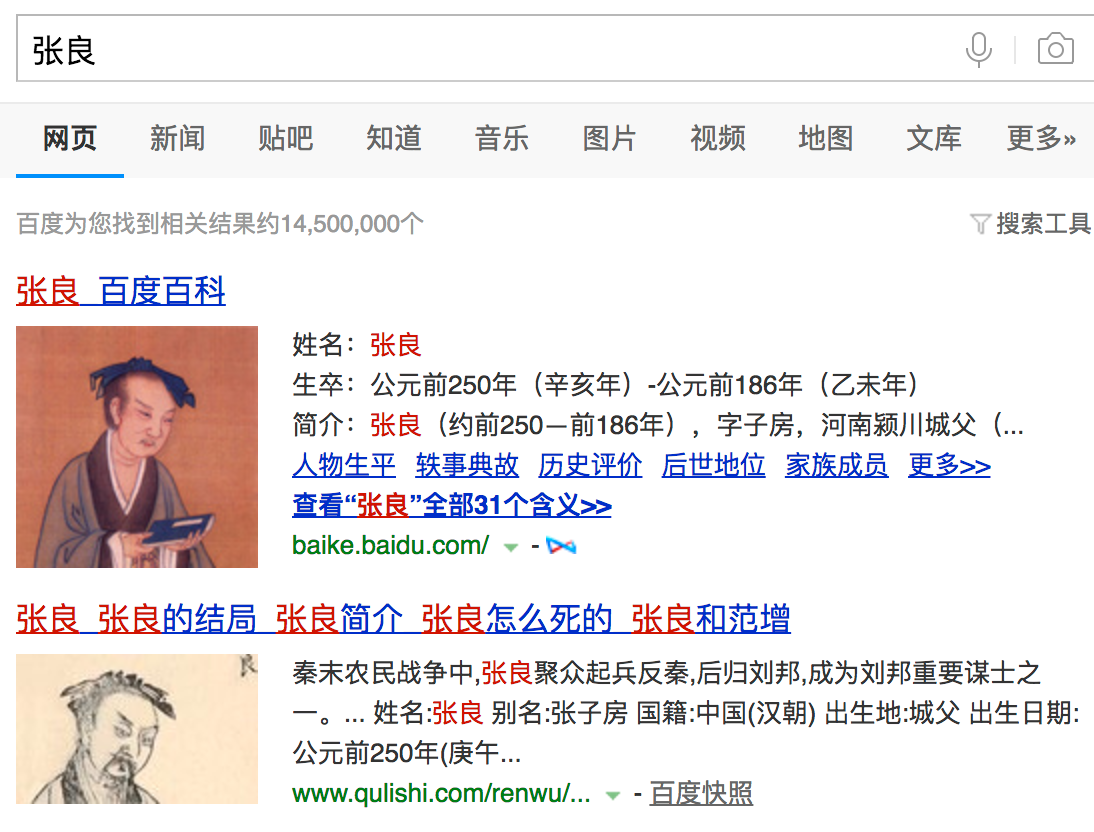 张良
网页 新闻 贴吧 知道 音乐 图片 视频 地图 文库 更多»
百度为您找到相关结果约14,500,000个 搜索工具
张良_百度百科
姓名：张良
生卒：公元前250年（辛亥年）-公元前186年（乙未年）
简介：张良（约前250－前186年），字子房，河南颍川城父（...
人物生平 轶事典故 历史评价 后世地位 家族成员 更多>>
查看“张良”全部31个含义>>
baike.baidu.com/ -
张良_张良的结局_张良简介_张良怎么死的_张良和范增
良
秦末农民战争中,张良聚众起兵反秦,后归刘邦,成为刘邦重要谋士之
一。... 姓名:张良 别名:张子房 国籍:中国(汉朝) 出生地:城父 出生日期:
公元前250年(庚午...
www.qulishi.com/renwu/... - 百度快照